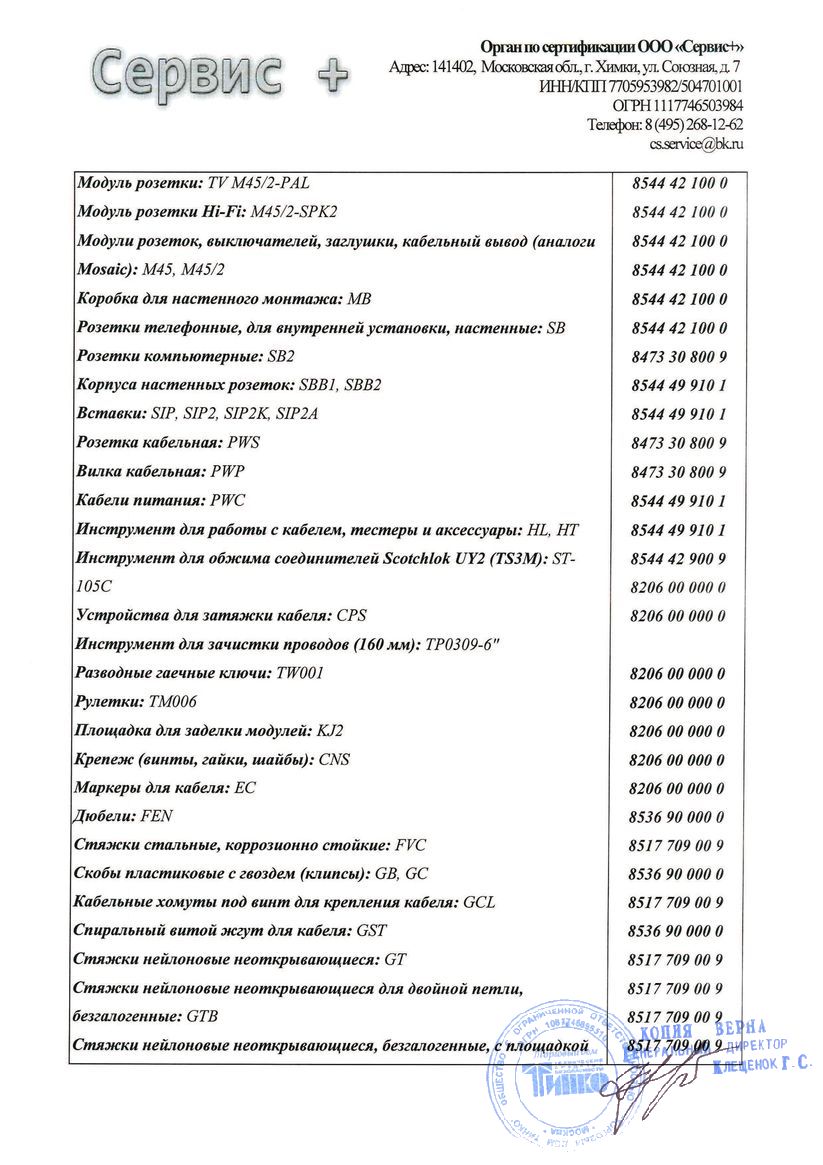 Сервис +
Орган по сертификации ООО «Сервис+»
Адрес: 141402, Московская обл., г. Химки, ул. Союзная, д. 7
ИНН/КПП 7705953982/504701001
ОГРН 1117746503984
Телефон: 8 (495) 268-12-62
cs.service@bk.ru
Модуль розетки: TV M45/2-PAL 8544 42 100 0
Модуль розетки Hi-Fi: M45/2-SPK2 8544 42 100 0
Модули розеток, выключателей, заглушки, кабельный вывод (аналоги 8544 42 100 0
Mosaic): M45, M45/2 8544 42 100 0
Коробка для настенного монтажа: MB 8544 42 100 0
Розетки телефонные, для внутренней установки, настенные: SB 8544 42 100 0
Розетки компьютерные: SB2 8473 30 800 9
Корпуса настенных розеток: SBB1, SBB2 8544 49 910 1
Вставки: SIP, SIP2, SIP2K, SIP2A 8544 49 910 1
Розетка кабельная: PWS 8473 30 800 9
Вилка кабельная: PWP 8473 30 800 9
Кабели питания: PWC 8544 49 910 1
Инструмент для работы с кабелем, тестеры и аксессуары: HL, HT 8544 49 910 1
Инструмент для обжима соединителей Scotchlok UY2 (TS3M): ST- 8544 42 900 9
105C 8206 00 000 0
Устройства для затяжки кабеля: CPS 8206 00 000 0
Инструмент для зачистки проводов (160 мм): TP0309-6"
Разводные гаечные ключи: TW001 8206 00 000 0
Рулетки: TM006 8206 00 000 0
Площадка для заделки модулей: KJ2 8206 00 000 0
Крепеж (винты, гайки, шайбы): CNS 8206 00 000 0
Маркеры для кабеля: EC 8206 00 000 0
Дюбели: FEN 8536 90 000 0
Стяжки стальные, коррозионно стойкие: FVC 8517 709 00 9
Скобы пластиковые с гвоздем (клипсы): GB, GC 8536 90 000 0
Кабельные хомуты под винт для крепления кабеля: GCL 8517 709 00 9
Спиральный витой жгут для кабеля: GST 8536 90 000 0
Стяжки нейлоновые неоткрывающиеся: GT 8517 709 00 9
Стяжки нейлоновые неоткрывающиеся для двойной петли, 8517 709 00 9
безгалогенные: GTB 8517 709 00 9
Стяжки нейлоновые неоткрывающиеся, безгалогенные, с площадкой 8517 709 00 9
КОПИЯ ВЕРНА
ГЕНЕРАЛЬНЫЙ ДИРЕКТОР
КЛЕЩЕНОК Г.С.
Торговый дом
ТИНКО
МОСКВА